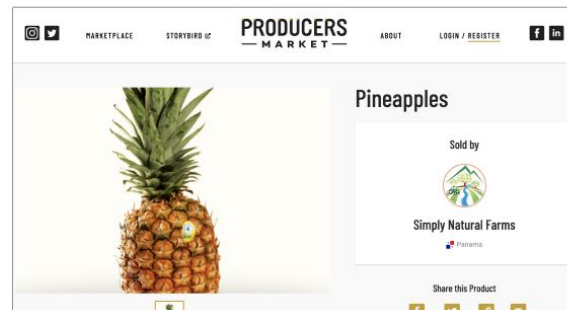 MARKETPLACE
STORYBIRD
PRODUCERS
MARKET
ABOUT
LOGIN / REGISTER
Pineapples
Sold by
Simply Natural Farms
Panama
Share this Product